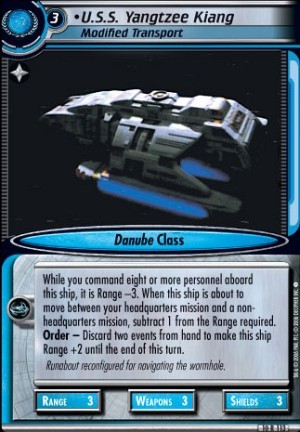 3 •U.S.S. Yangtzee Kiang
Modified Transport
Danube Class
While you command eight or more personnel aboard
this ship, it is Range –3. When this ship is about to
move between your headquarters mission and a non-
headquarters mission, subtract 1 from the Range required.
Order – Discard two events from hand to make this ship
Range +2 until the end of this turn.
Runabout reconfigured for navigating the wormhole.
RANGE 3 WEAPONS 3 SHIELDS 3